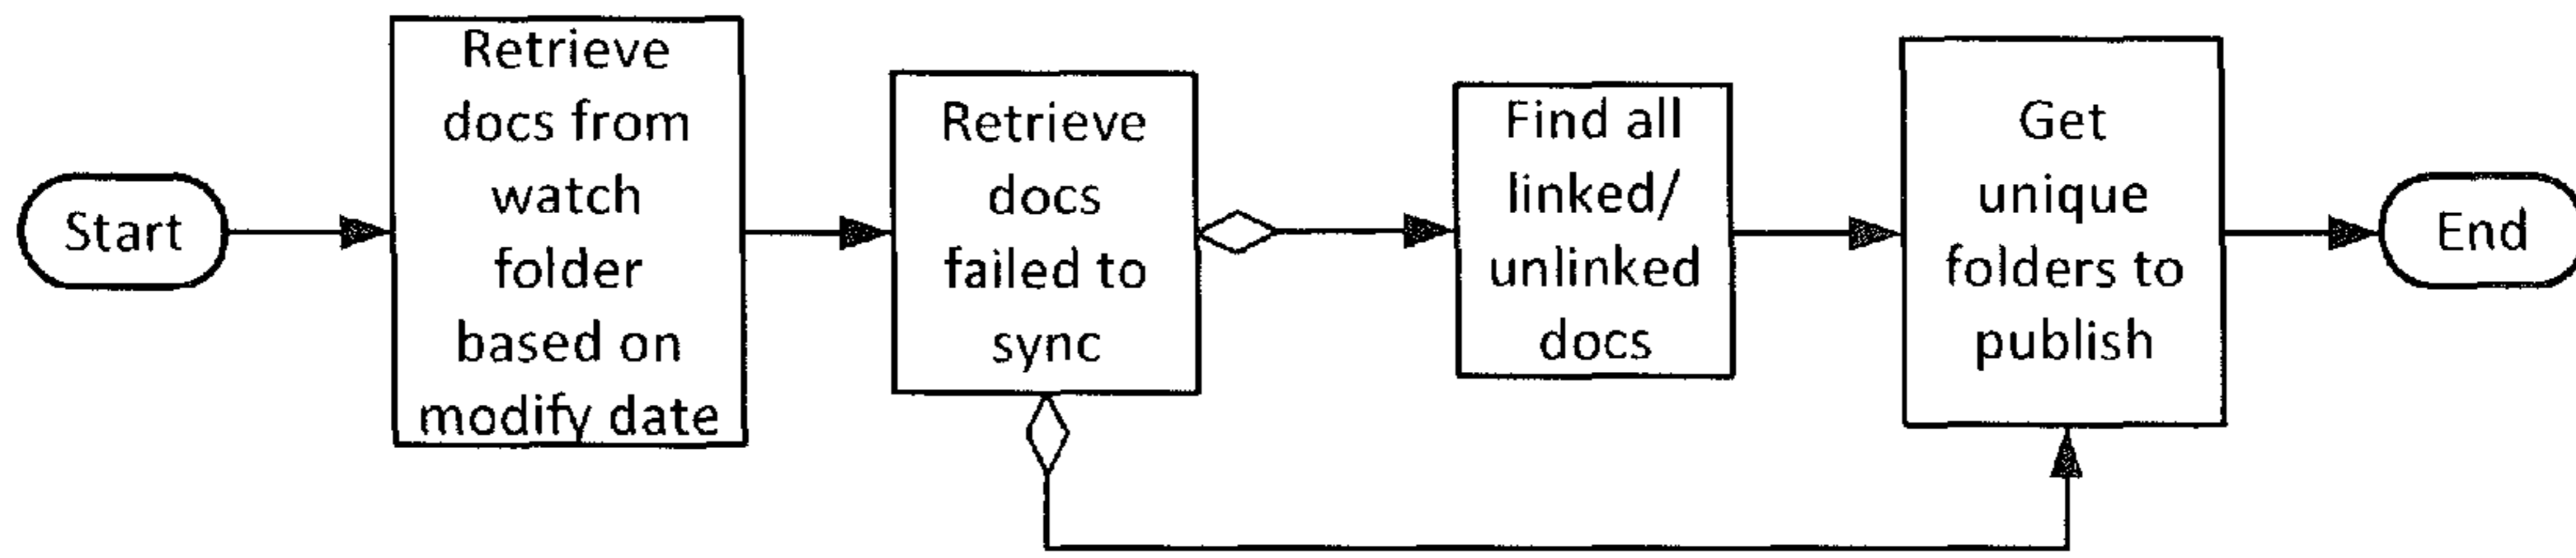 Start
Retrieve
docs from
watch
folder
based on
modify date
Retrieve
docs
failed to
sync
Find all
linked/
unlinked
docs
Get
unique
folders to
publish
End